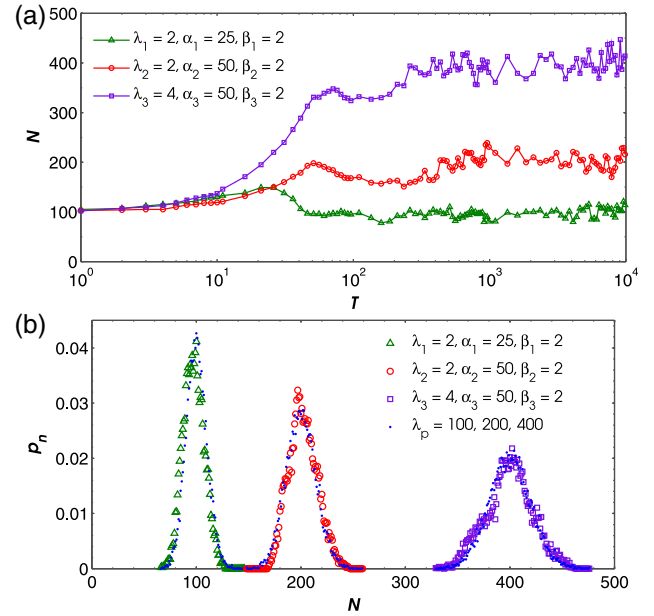 (a)
500
400
300
200
100
0
N
λ1 = 2, α1 = 25, β1 = 2
λ2 = 2, α2 = 50, β2 = 2
λ3 = 4, α3 = 50, β3 = 2
10^0
10^1
10^2
10^3
10^4
T
(b)
0.04
0.03
0.02
0.01
0
pn
λ1 = 2, α1 = 25, β1 = 2
λ2 = 2, α2 = 50, β2 = 2
λ3 = 4, α3 = 50, β3 = 2
λp = 100, 200, 400
0
100
200
300
400
500
N